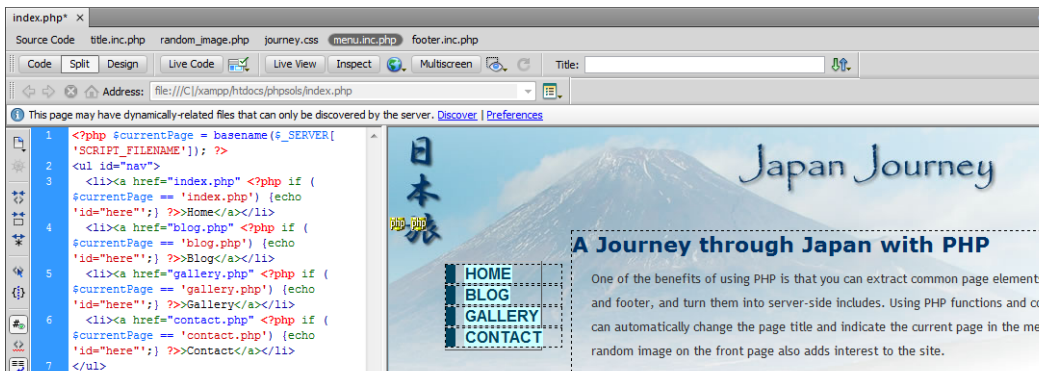 index.php* ×
Source Code title.inc.php random_image.php journey.css menu.inc.php footer.inc.php
Code Split Design Live Code Live View Inspect Multiscreen Title:
Address: file:///C|/xampp/htdocs/phpsols/index.php
This page may have dynamically-related files that can only be discovered by the server. Discover | Preferences
1 <?php $currentPage = basename($_SERVER[
'SCRIPT_FILENAME']); ?>
2 <ul id="nav">
3 <li><a href="index.php" <?php if (
$currentPage == 'index.php') {echo
'id="here"';} ?>>Home</a></li>
4 <li><a href="blog.php" <?php if (
$currentPage == 'blog.php') {echo
'id="here"';} ?>>Blog</a></li>
5 <li><a href="gallery.php" <?php if (
$currentPage == 'gallery.php') {echo
'id="here"';} ?>>Gallery</a></li>
6 <li><a href="contact.php" <?php if (
$currentPage == 'contact.php') {echo
'id="here"';} ?>>Contact</a></li>
7 </ul>
日
本
旅
php php
Japan Journey
A Journey through Japan with PHP
HOME
BLOG
GALLERY
CONTACT
One of the benefits of using PHP is that you can extract common page elements
and footer, and turn them into server-side includes. Using PHP functions and co
can automatically change the page title and indicate the current page in the me
random image on the front page also adds interest to the site.